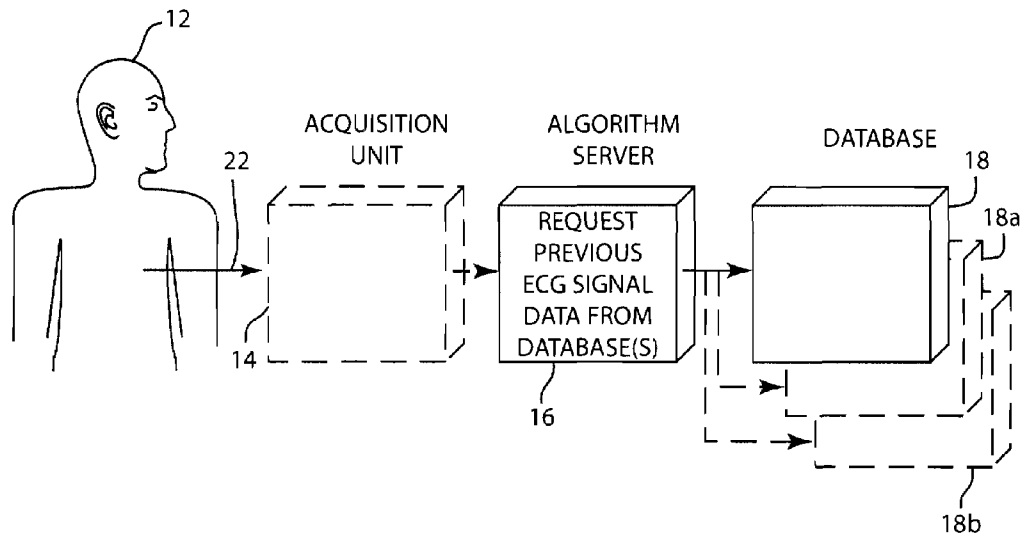 12
ACQUISITION
UNIT
ALGORITHM
SERVER
DATABASE
22
18
18a
REQUEST
PREVIOUS
ECG SIGNAL
DATA FROM
DATABASE(S)
14
16
18b